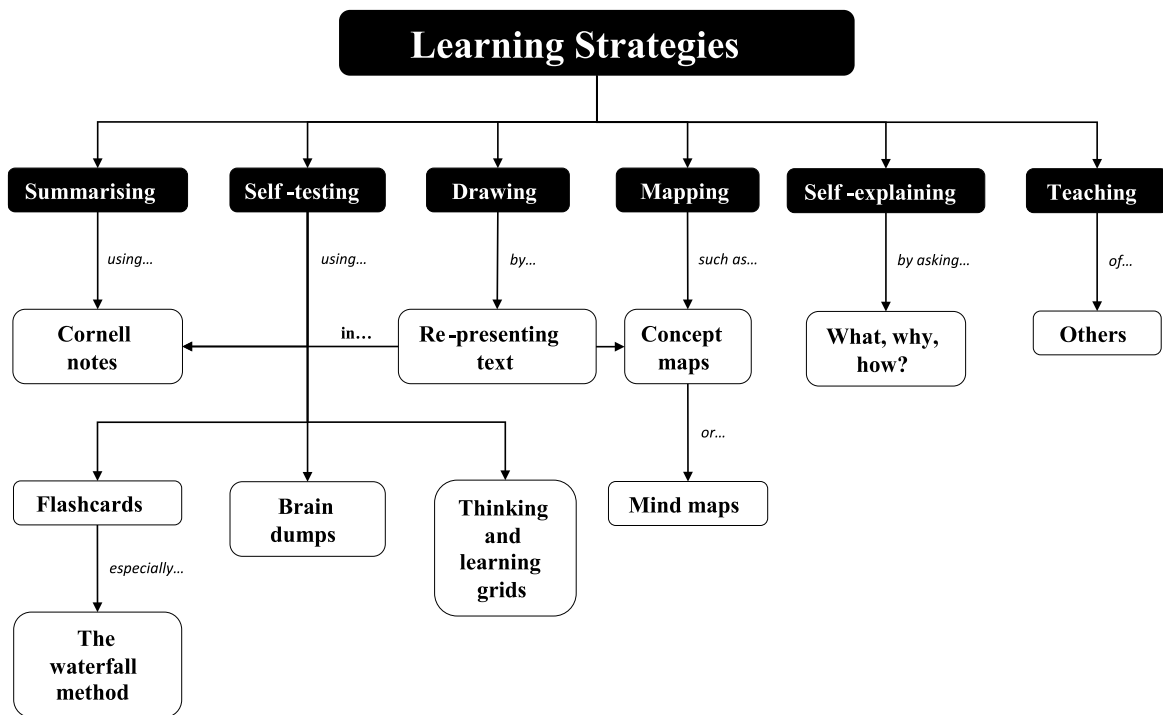 Learning Strategies
Summarising
Self-testing
Drawing
Mapping
Self-explaining
Teaching
using...
using...
by...
such as...
by asking...
of...
Cornell
notes
in...
Re-presenting
text
Concept
maps
What, why,
how?
Others
or...
Flashcards
Brain
dumps
Thinking
and
learning
grids
Mind maps
especially...
The
waterfall
method